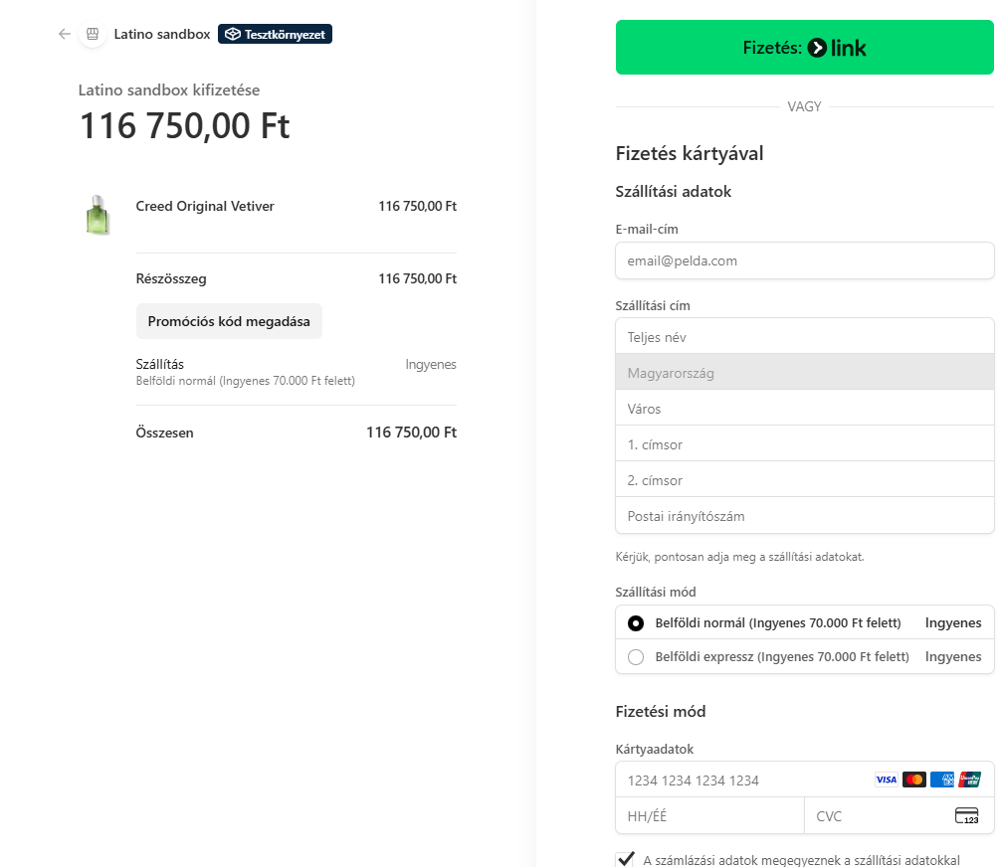 Latino sandbox Tesztkörnyezet
Latino sandbox kifizetése
116 750,00 Ft
Creed Original Vetiver 116 750,00 Ft
Részösszeg 116 750,00 Ft
Promóciós kód megadása
Szállítás Ingyenes
Belföldi normál (Ingyenes 70.000 Ft felett)
Összesen 116 750,00 Ft
Fizetés: link
VAGY
Fizetés kártyával
Szállítási adatok
E-mail-cím
email@pelda.com
Szállítási cím
Teljes név
Magyarország
Város
1. címsor
2. címsor
Postai irányítószám
Kérjük, pontosan adja meg a szállítási adatokat.
Szállítási mód
Belföldi normál (Ingyenes 70.000 Ft felett) Ingyenes
Belföldi expressz (Ingyenes 70.000 Ft felett) Ingyenes
Fizetési mód
Kártyaadatok
1234 1234 1234 1234 VISA AMEX UnionPay
HH/ÉÉ CVC 123
A számlázási adatok megegyeznek a szállítási adatokkal